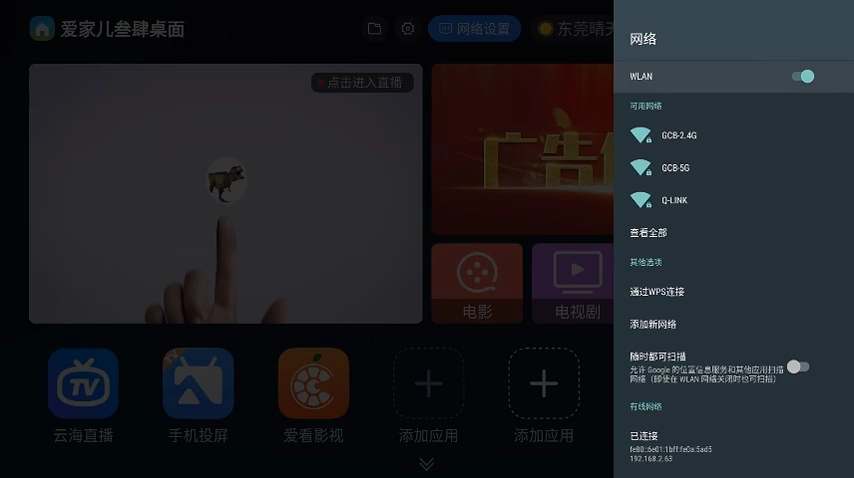 爱家儿叁肆桌面
网络设置
东莞晴天
点击进入直播
广告
电影
电视剧
TV
TV
云海直播
手机投屏
爱看影视
添加应用
添加应用
网络
WLAN
可用网络
GCB-2.4G
GCB-5G
Q-LINK
查看全部
其他选项
通过WPS连接
添加新网络
随时都可扫描
允许 Google 的位置信息服务和其他应用扫描
网络（即使在 WLAN 网络关闭时也可扫描）
有线网络
已连接
fe80::6e01:1bff:fe0a:5ad5
192.168.2.63